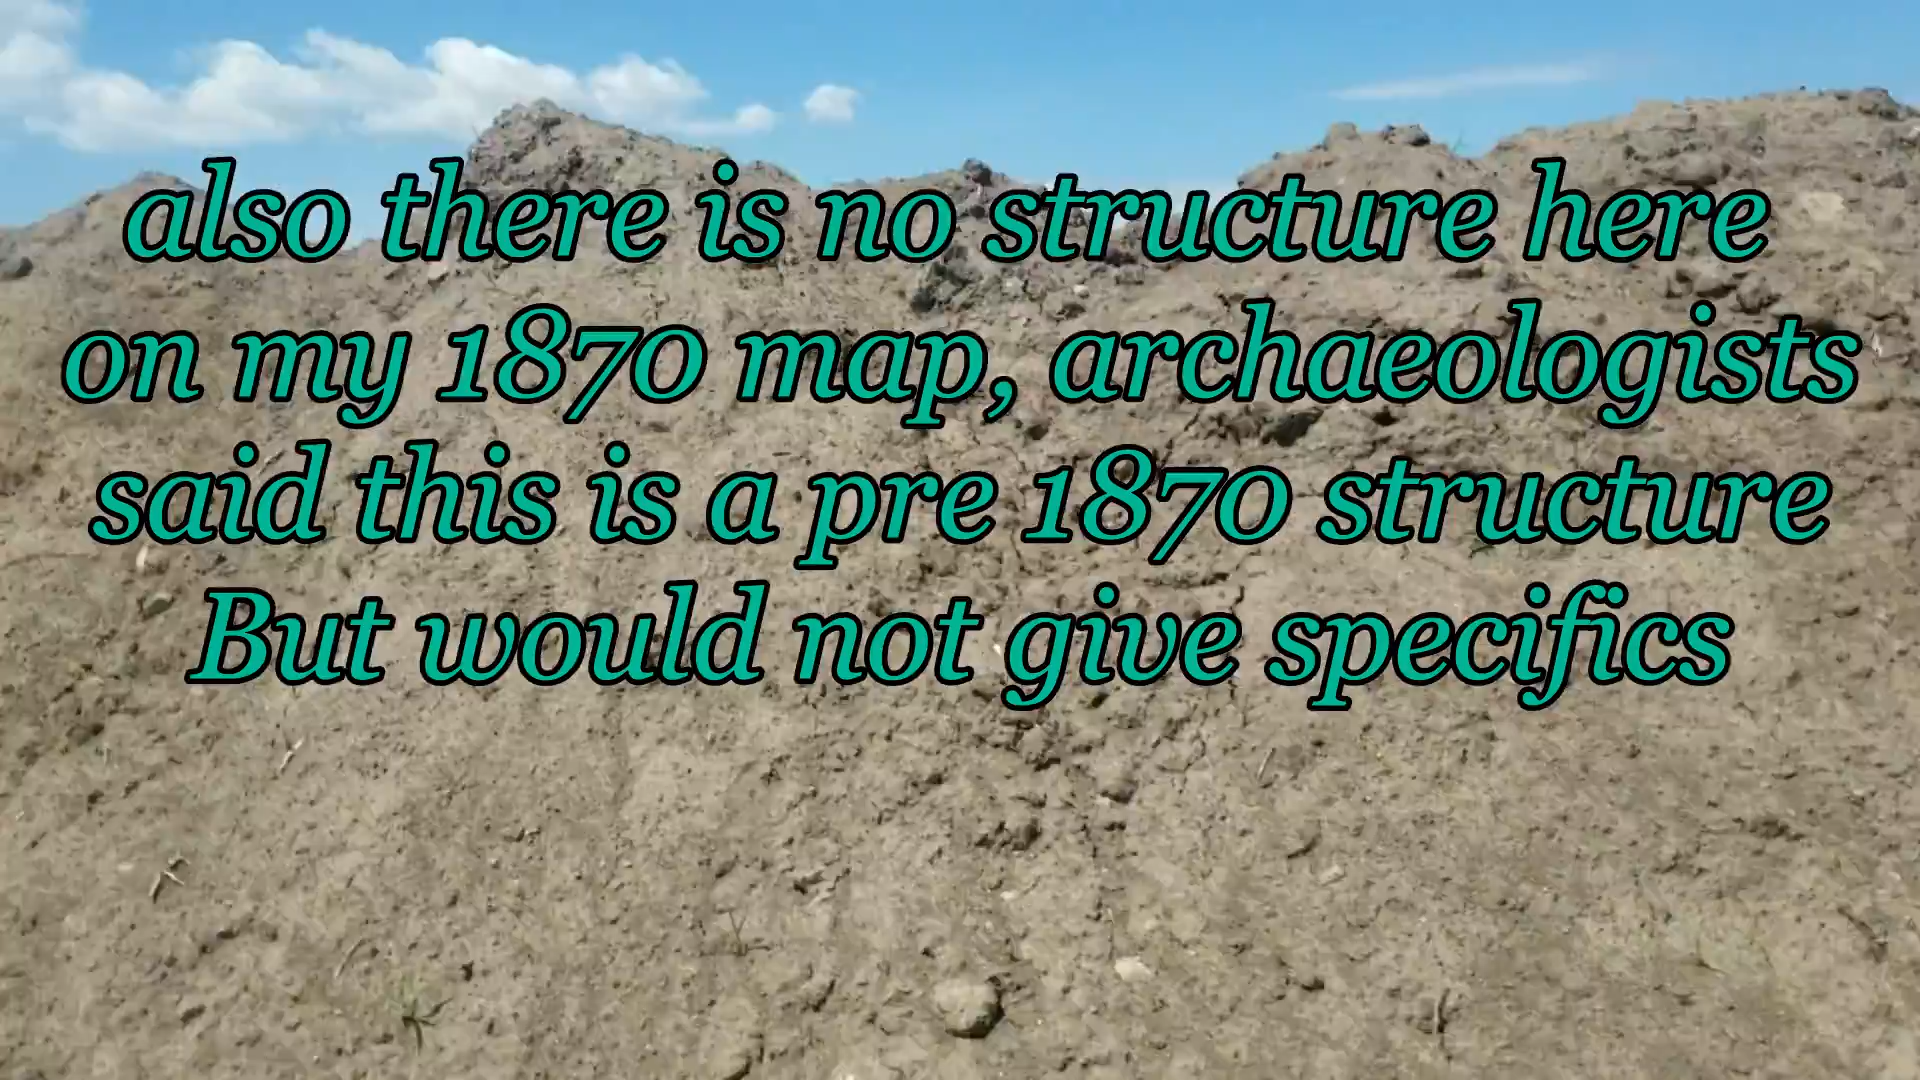 also there is no structure here
on my 1870 map, archaeologists
said this is a pre 1870 structure
But would not give specifics